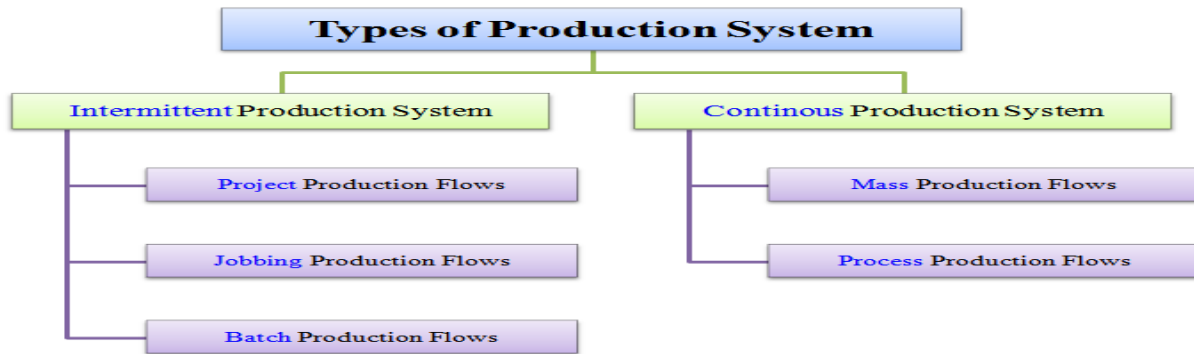 Types of Production System
Intermittent Production System
Project Production Flows
Jobbing Production Flows
Batch Production Flows
Continous Production System
Mass Production Flows
Process Production Flows